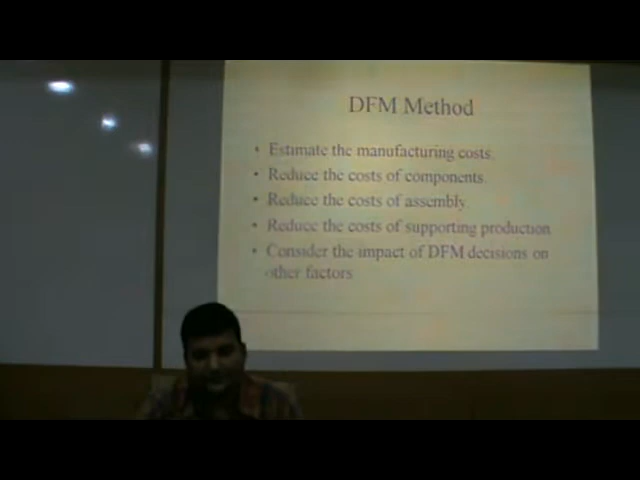 DFM Method
• Estimate the manufacturing costs.
• Reduce the costs of components.
• Reduce the costs of assembly.
• Reduce the costs of supporting production
• Consider the impact of DFM decisions on
other factors